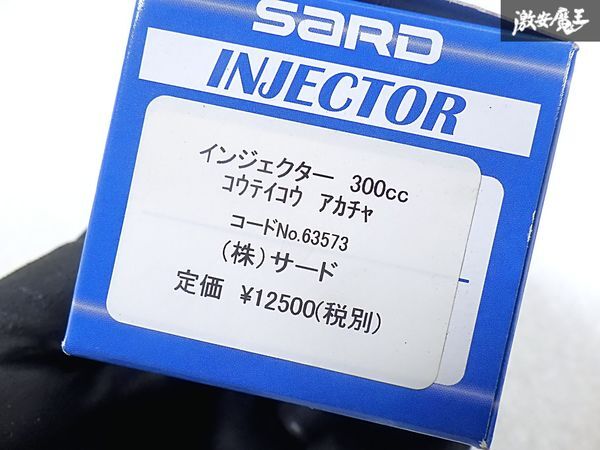 激安魔王
SARD
INJECTOR
インジェクター 300cc
コウテイコウ アカチャ
コードNo.63573
(株)サード
定価 ¥12500(税別)